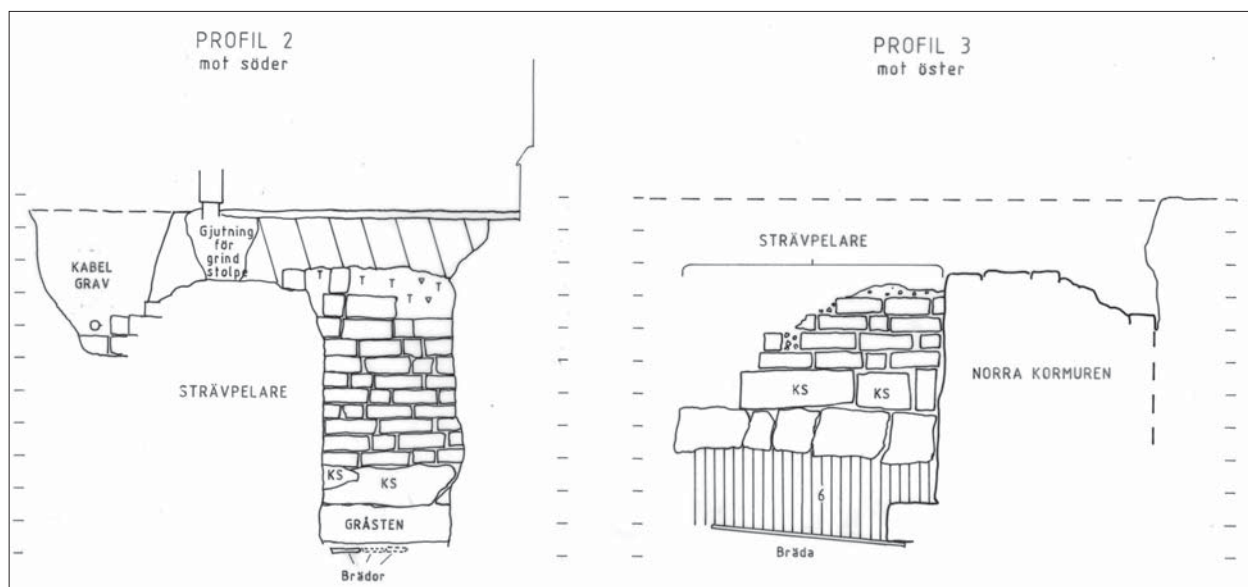 PROFIL 2
mot söder
Gjutning
för
grind
stolpe
KABEL
GRAV
T
T
T
T
T
STRÄVPELARE
KS
KS
GRÅSTEN
Brädor
PROFIL 3
mot öster
STRÄVPELARE
NORRA KORMUREN
KS
KS
6
Bräda